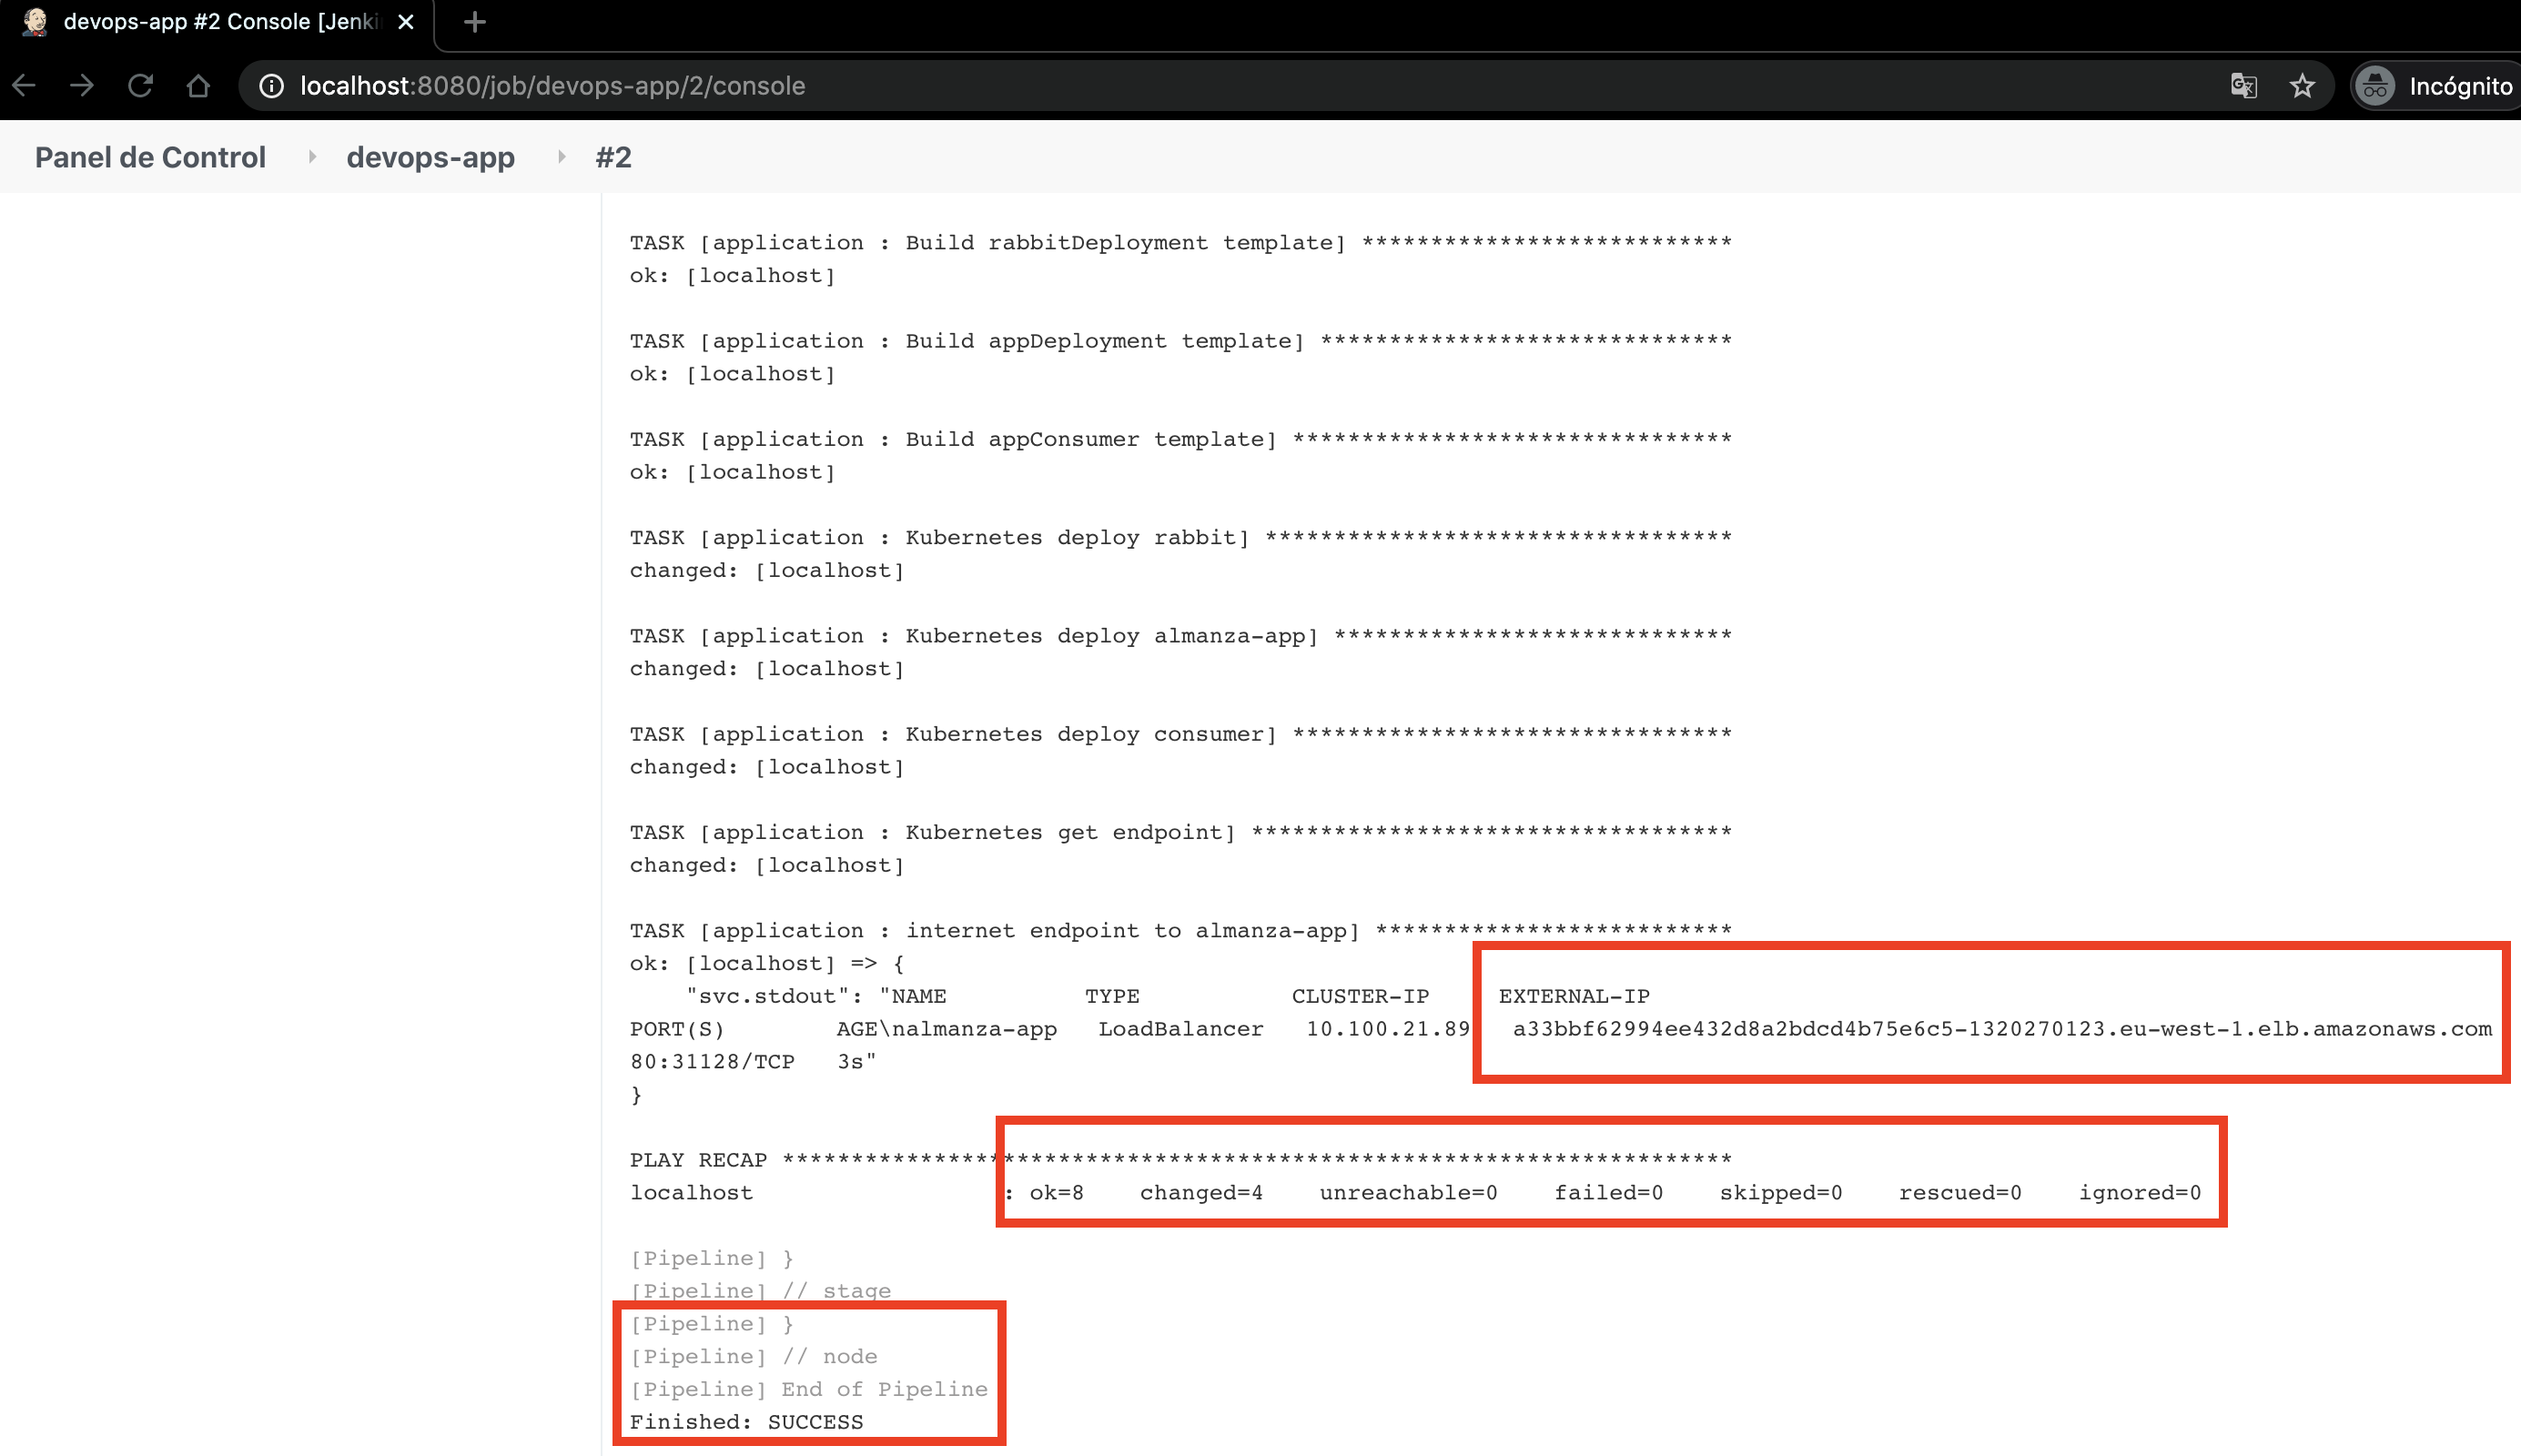 devops-app #2 Console [Jenki
localhost:8080/job/devops-app/2/console
Incógnito
Panel de Control devops-app #2
TASK [application : Build rabbitDeployment template] ***************************
ok: [localhost]
TASK [application : Build appDeployment template] ******************************
ok: [localhost]
TASK [application : Build appConsumer template] ********************************
ok: [localhost]
TASK [application : Kubernetes deploy rabbit] **********************************
changed: [localhost]
TASK [application : Kubernetes deploy almanza-app] *****************************
changed: [localhost]
TASK [application : Kubernetes deploy consumer] ********************************
changed: [localhost]
TASK [application : Kubernetes get endpoint] ***********************************
changed: [localhost]
TASK [application : internet endpoint to almanza-app] **************************
ok: [localhost] => {
"svc.stdout": "NAME TYPE CLUSTER-IP EXTERNAL-IP
PORT(S) AGE\nalmanza-app LoadBalancer 10.100.21.89 a33bbf62994ee432d8a2bdcd4b75e6c5-1320270123.eu-west-1.elb.amazonaws.com
80:31128/TCP 3s"
}
PLAY RECAP *********************************************************************
localhost : ok=8 changed=4 unreachable=0 failed=0 skipped=0 rescued=0 ignored=0
[Pipeline] }
[Pipeline] // stage
[Pipeline] }
[Pipeline] // node
[Pipeline] End of Pipeline
Finished: SUCCESS